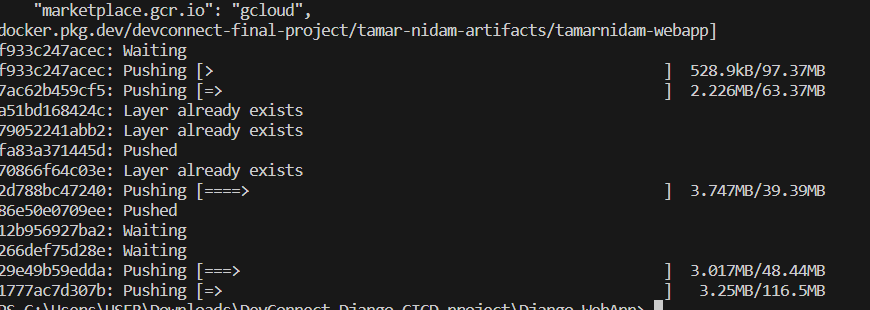 "marketplace.gcr.io": "gcloud",
docker.pkg.dev/devconnect-final-project/tamar-nidam-artifacts/tamarnidam-webapp]
f933c247acec: Waiting
f933c247acec: Pushing [> ] 528.9kB/97.37MB
7ac62b459cf5: Pushing [=> ] 2.226MB/63.37MB
a51bd168424c: Layer already exists
79052241abb2: Layer already exists
fa83a371445d: Pushed
70866f64c03e: Layer already exists
2d788bc47240: Pushing [====> ] 3.747MB/39.39MB
86e50e0709ee: Pushed
12b956927ba2: Waiting
266def75d28e: Waiting
29e49b59edda: Pushing [===> ] 3.017MB/48.44MB
1777ac7d307b: Pushing [=> ] 3.25MB/116.5MB
PS C:\Users\USER\Downloads\DevConnect-Django-CICD-project\Django-WebApp>